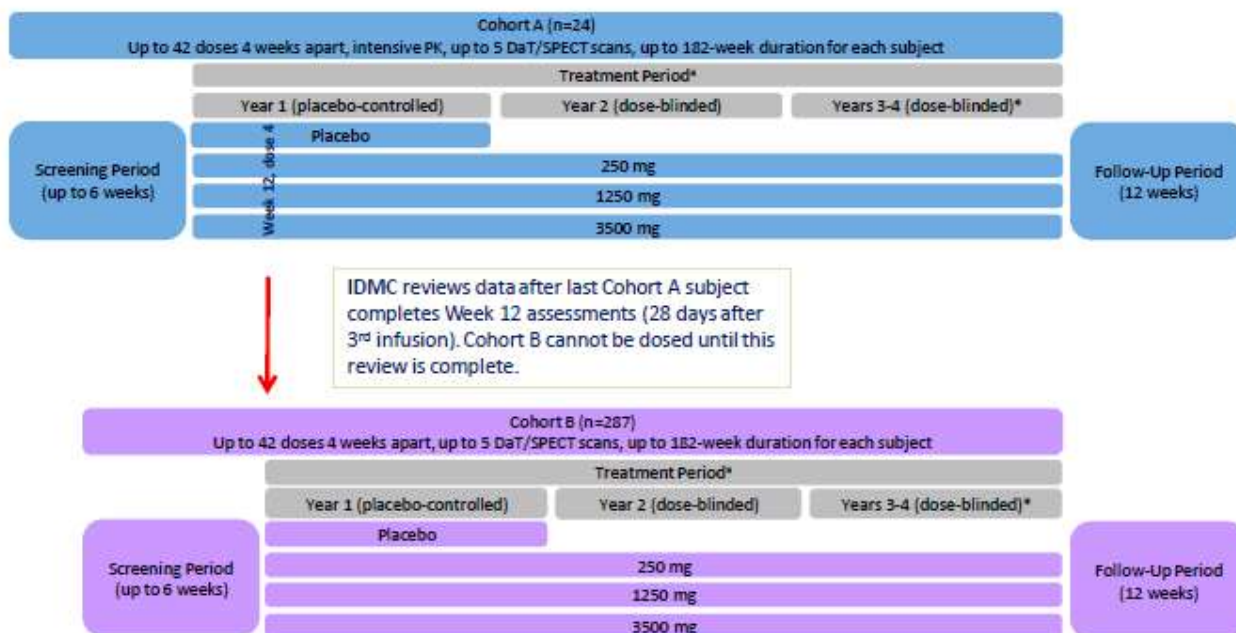 Cohort A (n=24)
Up to 42 doses 4 weeks apart, intensive PK, up to 5 DaT/SPECT scans, up to 182-week duration for each subject
Treatment Period*
Year 1 (placebo-controlled)
Year 2 (dose-blinded)
Years 3-4 (dose-blinded)*
Screening Period
(up to 6 weeks)
Week 12, dose 4
Placebo
250 mg
1250 mg
3500 mg
Follow-Up Period
(12 weeks)
IDMC reviews data after last Cohort A subject
completes Week 12 assessments (28 days after
3rd infusion). Cohort B cannot be dosed until this
review is complete.
Cohort B (n=287)
Up to 42 doses 4 weeks apart, up to 5 DaT/SPECT scans, up to 182-week duration for each subject
Treatment Period*
Year 1 (placebo-controlled)
Year 2 (dose-blinded)
Years 3-4 (dose-blinded)*
Screening Period
(up to 6 weeks)
Placebo
250 mg
1250 mg
3500 mg
Follow-Up Period
(12 weeks)